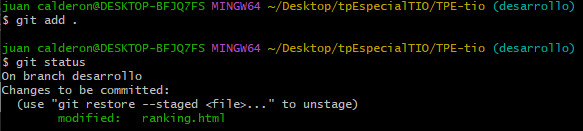 juan calderon@DESKTOP-BFJQ7FS MINGW64 ~/Desktop/tpEspecialTIO/TPE-tio (desarrollo)
$ git add .
juan calderon@DESKTOP-BFJQ7FS MINGW64 ~/Desktop/tpEspecialTIO/TPE-tio (desarrollo)
$ git status
On branch desarrollo
Changes to be committed:
  (use "git restore --staged <file>..." to unstage)
        modified:   ranking.html